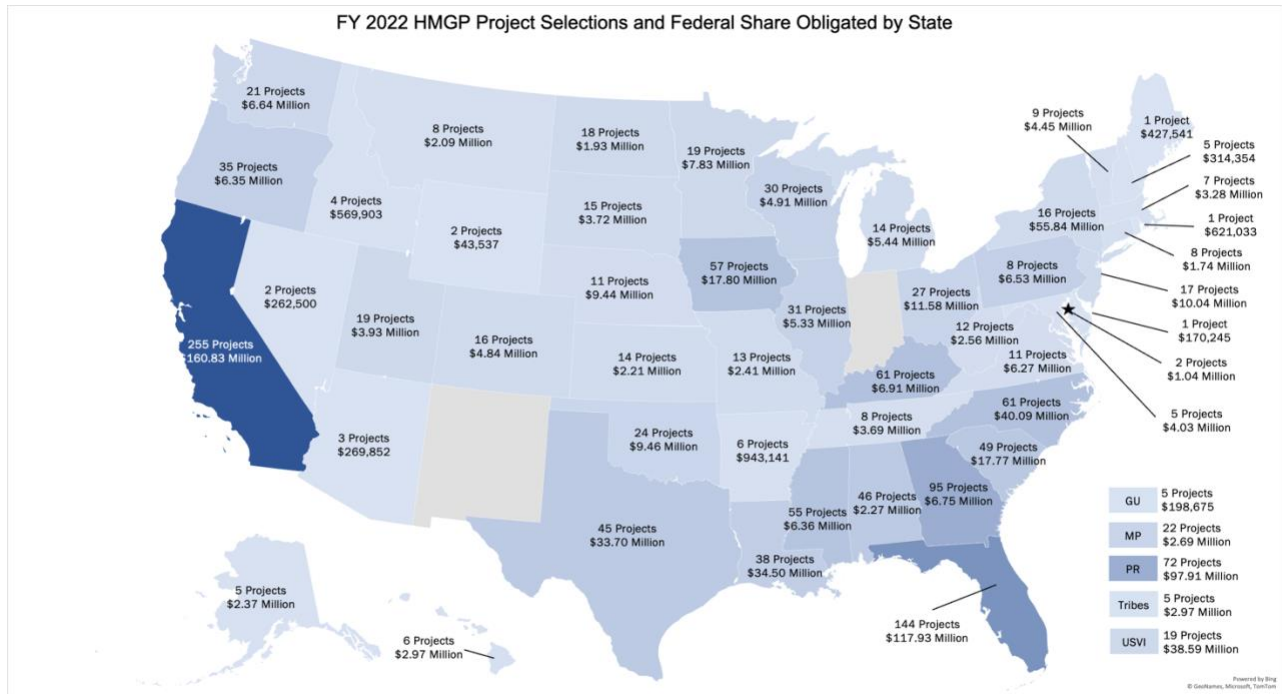 FY 2022 HMGP Project Selections and Federal Share Obligated by State
21 Projects
$6.64 Million
8 Projects
$2.09 Million
18 Projects
$1.93 Million
19 Projects
$7.83 Million
9 Projects
$4.45 Million
1 Project
$427,541
5 Projects
$314,354
35 Projects
$6.35 Million
4 Projects
$569,903
15 Projects
$3.72 Million
30 Projects
$4.91 Million
7 Projects
$3.28 Million
2 Projects
$43,537
14 Projects
$5.44 Million
16 Projects
$55.84 Million
1 Project
$621,033
8 Projects
$1.74 Million
2 Projects
$262,500
11 Projects
$9.44 Million
57 Projects
$17.80 Million
8 Projects
$6.53 Million
17 Projects
$10.04 Million
19 Projects
$3.93 Million
31 Projects
$5.33 Million
27 Projects
$11.58 Million
12 Projects
$2.56 Million
1 Project
$170,245
255 Projects
$160.83 Million
16 Projects
$4.84 Million
14 Projects
$2.21 Million
13 Projects
$2.41 Million
61 Projects
$6.91 Million
11 Projects
$6.27 Million
2 Projects
$1.04 Million
3 Projects
$269,852
24 Projects
$9.46 Million
6 Projects
$943,141
8 Projects
$3.69 Million
61 Projects
$40.09 Million
5 Projects
$4.03 Million
49 Projects
$17.77 Million
45 Projects
$33.70 Million
55 Projects
$6.36 Million
46 Projects
$2.27 Million
95 Projects
$6.75 Million
38 Projects
$34.50 Million
5 Projects
$2.37 Million
6 Projects
$2.97 Million
144 Projects
$117.93 Million
GU 5 Projects
$198,675
MP 22 Projects
$2.69 Million
PR 72 Projects
$97.91 Million
Tribes 5 Projects
$2.97 Million
USVI 19 Projects
$38.59 Million
Powered by Bing
© GeoNames, Microsoft, TomTom